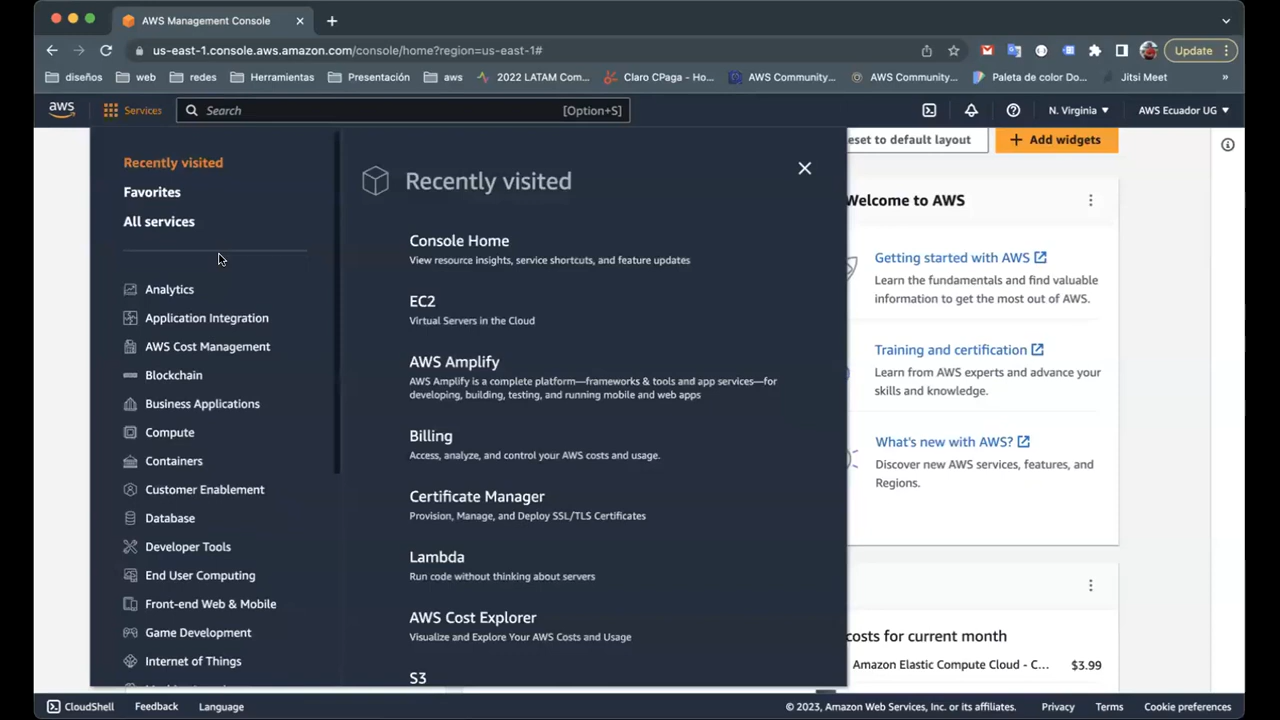 AWS Management Console
us-east-1.console.aws.amazon.com/console/home?region=us-east-1#
Update
diseños
web
redes
Herramientas
Presentación
aws
2022 LATAM Com...
Claro CPaga - Ho...
AWS Community...
AWS Community...
Paleta de color Do...
Jitsi Meet
»
aws
Services
Search
[Option+S]
N. Virginia
AWS Ecuador UG
Recently visited
Favorites
All services
Analytics
Application Integration
AWS Cost Management
Blockchain
Business Applications
Compute
Containers
Customer Enablement
Database
Developer Tools
End User Computing
Front-end Web & Mobile
Game Development
Internet of Things
Recently visited
Console Home
View resource insights, service shortcuts, and feature updates
EC2
Virtual Servers in the Cloud
AWS Amplify
AWS Amplify is a complete platform—frameworks & tools and app services—for
developing, building, testing, and running mobile and web apps
Billing
Access, analyze, and control your AWS costs and usage.
Certificate Manager
Provision, Manage, and Deploy SSL/TLS Certificates
Lambda
Run code without thinking about servers
AWS Cost Explorer
Visualize and Explore Your AWS Costs and Usage
S3
eset to default layout
+ Add widgets
Welcome to AWS
Getting started with AWS
Learn the fundamentals and find valuable
information to get the most out of AWS.
Training and certification
Learn from AWS experts and advance your
skills and knowledge.
What's new with AWS?
Discover new AWS services, features, and
Regions.
costs for current month
Amazon Elastic Compute Cloud - C... $3.99
CloudShell
Feedback
Language
© 2023, Amazon Web Services, Inc. or its affiliates.
Privacy
Terms
Cookie preferences